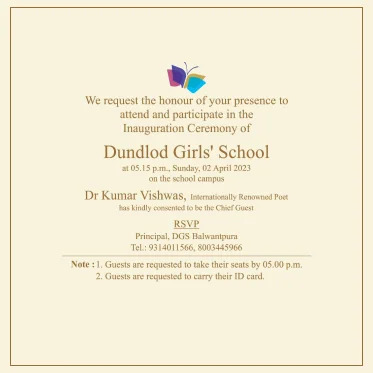 We request the honour of your presence to
attend and participate in the
Inauguration Ceremony of
Dundlod Girls' School
at 05.15 p.m., Sunday, 02 April 2023
on the school campus
Dr Kumar Vishwas, Internationally Renowned Poet
has kindly consented to be the Chief Guest
RSVP
Principal, DGS Balwantpura
Tel.: 9314011566, 8003445966
Note : 1. Guests are requested to take their seats by 05.00 p.m.
2. Guests are requested to carry their ID card.